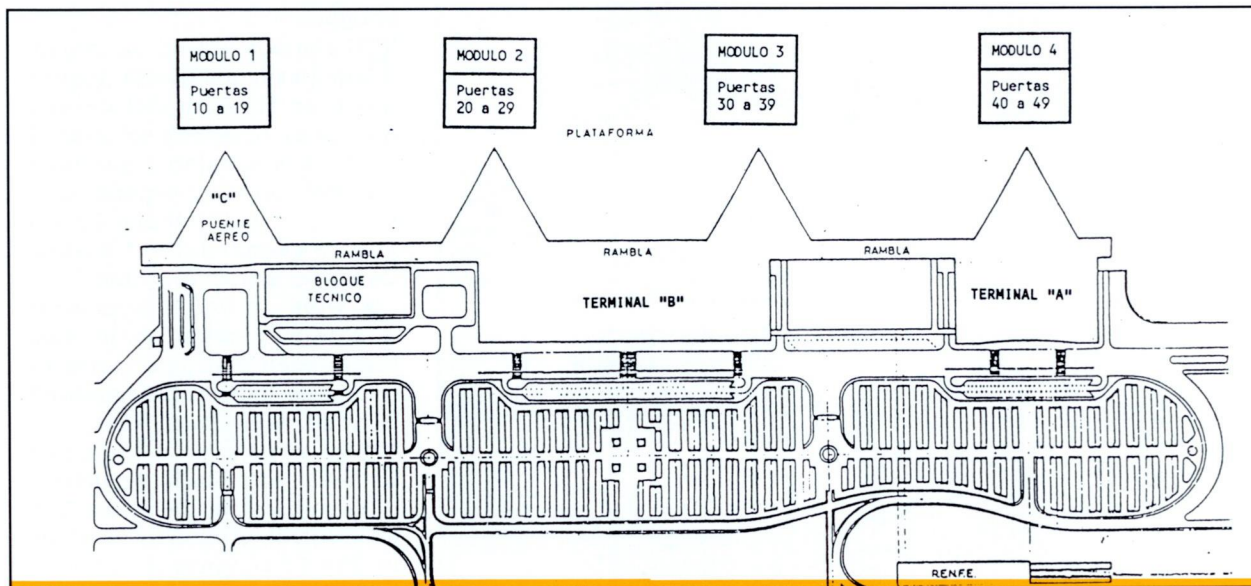 MODULO 1
Puertas
10 a 19
MODULO 2
Puertas
20 a 29
MODULO 3
Puertas
30 a 39
MODULO 4
Puertas
40 a 49
PLATAFORMA
"C"
PUENTE
AEREO
RAMBLA
RAMBLA
RAMBLA
BLOQUE
TECNICO
TERMINAL "B"
TERMINAL "A"
R.E.N.F.E.